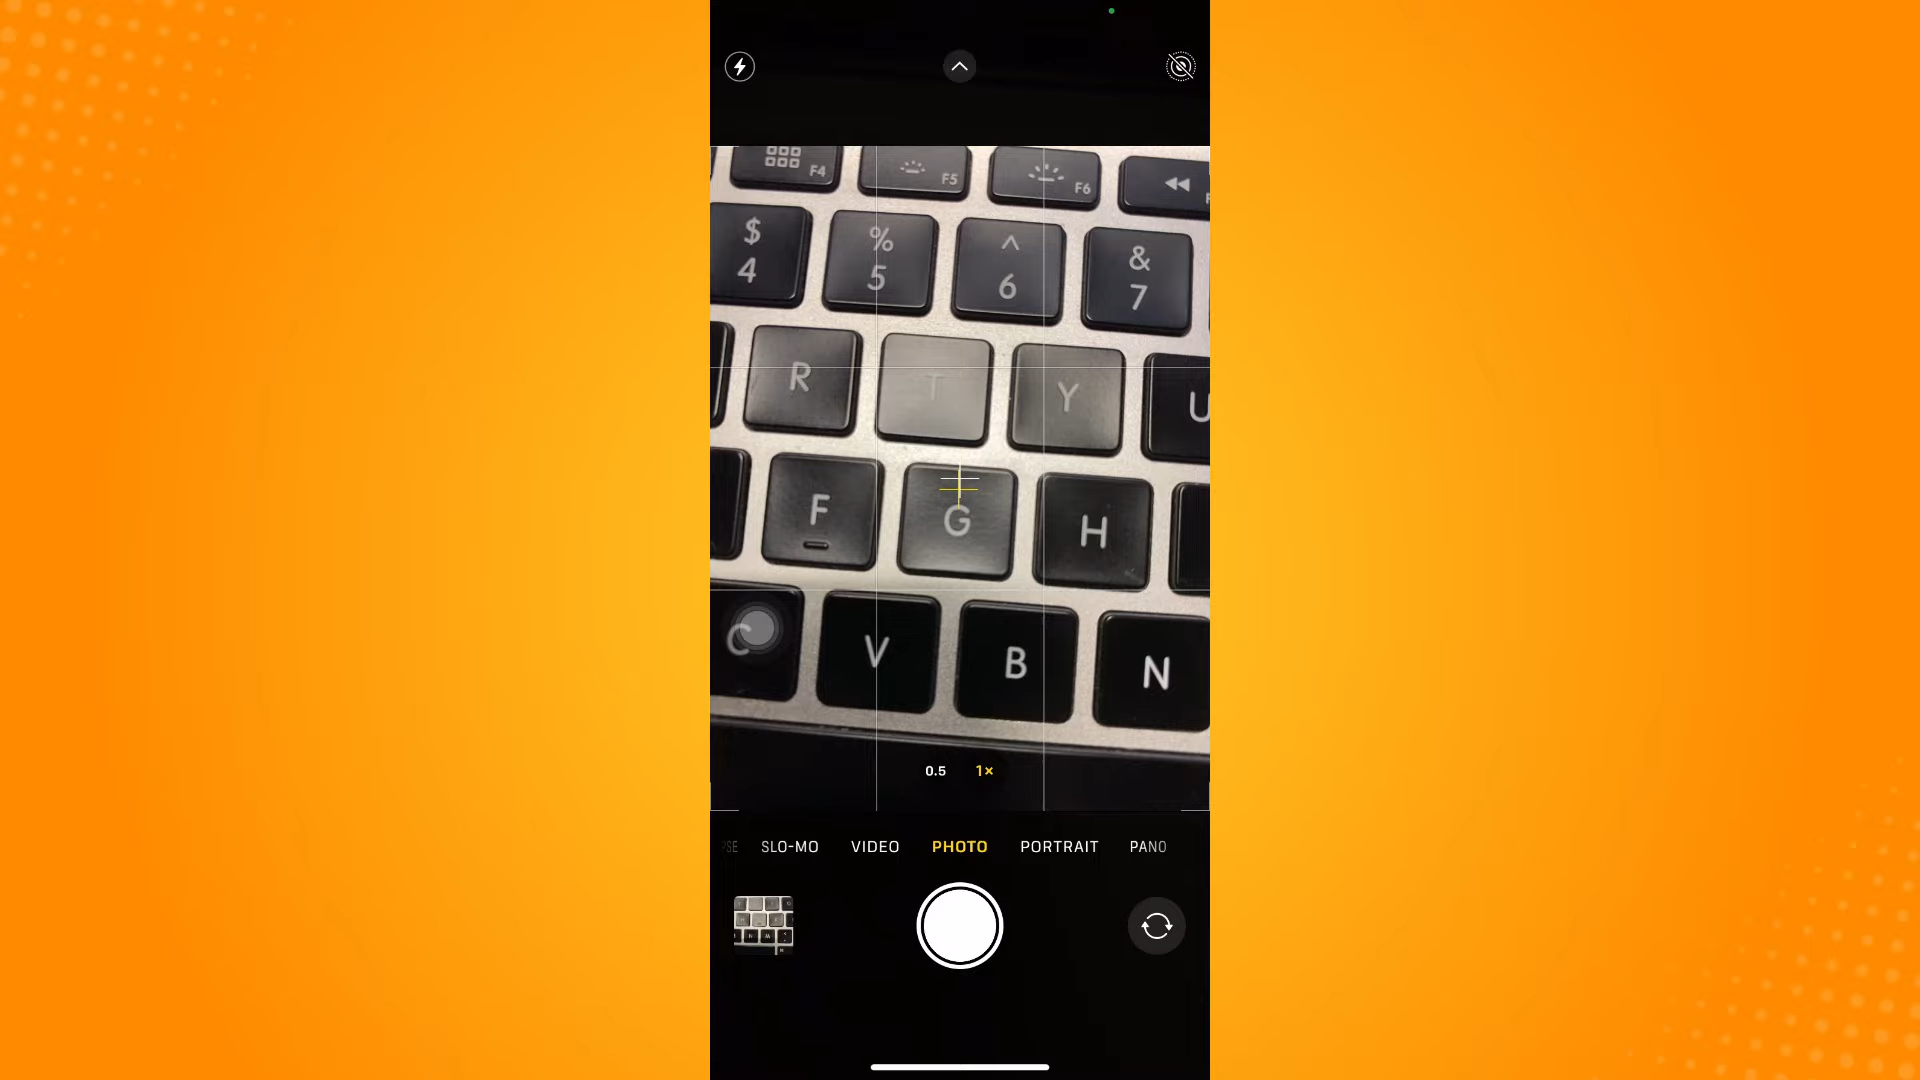 F4 F5 F6
$ % ^ &
4 5 6 7
R T Y U
F G H
C V B N
0.5 1×
SLO-MO VIDEO PHOTO PORTRAIT PANO